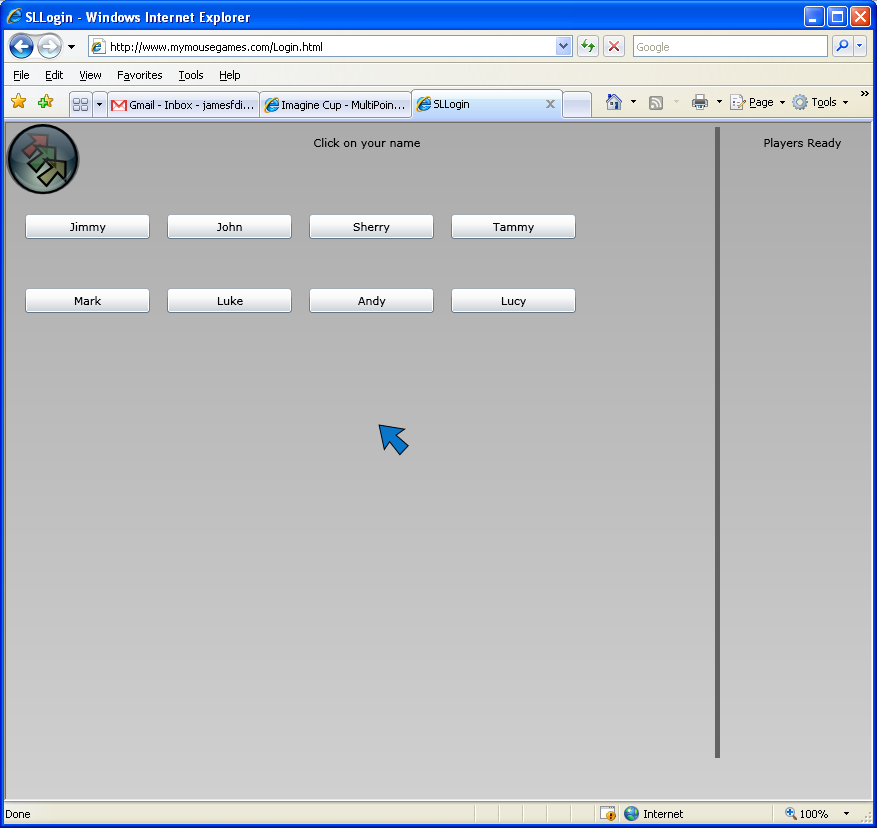 SLLogin - Windows Internet Explorer
http://www.mymousegames.com/Login.html
Google
File Edit View Favorites Tools Help
Gmail - Inbox - jamesfdi... Imagine Cup - MultiPoin... SLLogin Page Tools »
Click on your name Players Ready
Jimmy John Sherry Tammy
Mark Luke Andy Lucy
Done Internet 100%